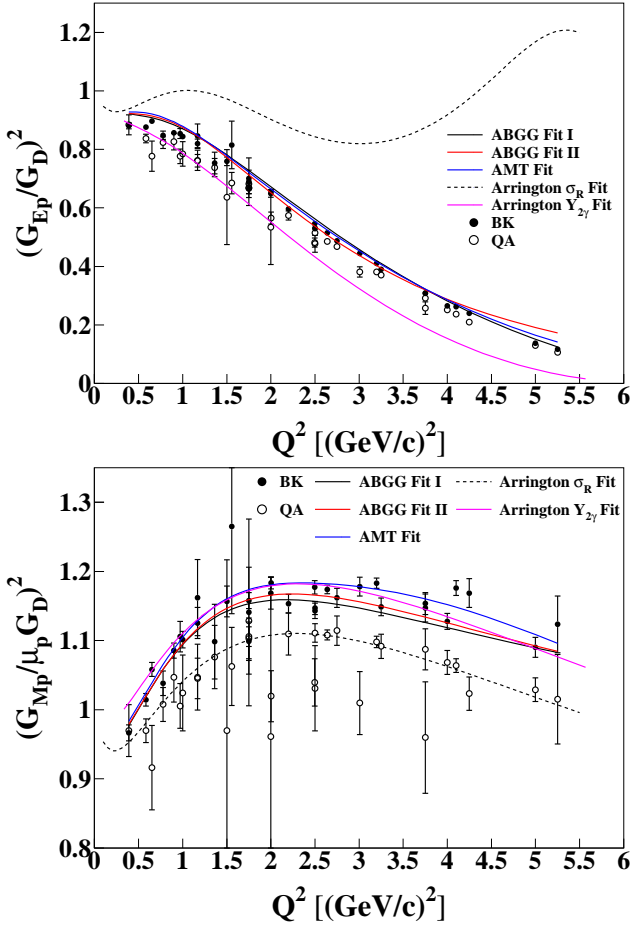 1.2
1
0.8
0.6
0.4
0.2
0
(G_Ep/G_D)^2
ABGG Fit I
ABGG Fit II
AMT Fit
Arrington σ_R Fit
Arrington Y_2γ Fit
BK
QA
0 0.5 1 1.5 2 2.5 3 3.5 4 4.5 5 5.5 6
Q^2 [(GeV/c)^2]
1.3
1.2
1.1
1
0.9
0.8
(G_Mp/μ_p G_D)^2
BK ABGG Fit I Arrington σ_R Fit
QA ABGG Fit II Arrington Y_2γ Fit
AMT Fit
0 0.5 1 1.5 2 2.5 3 3.5 4 4.5 5 5.5 6
Q^2 [(GeV/c)^2]